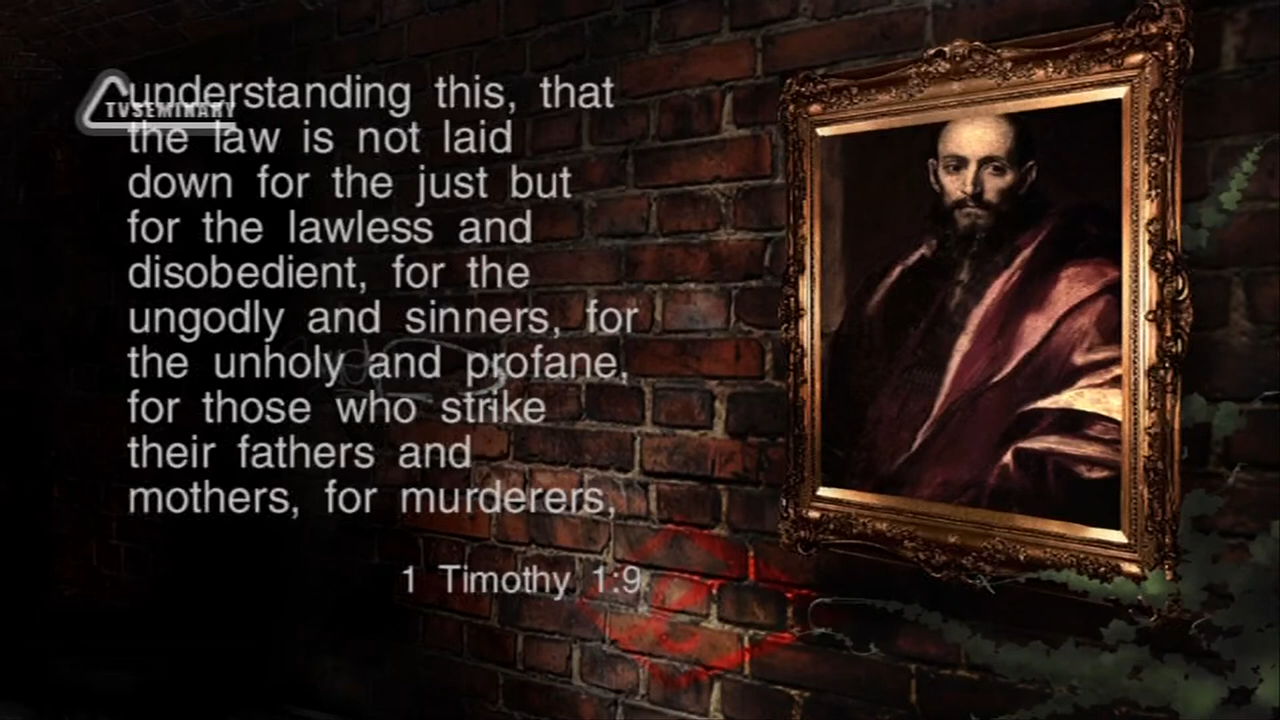 TVSEMINARY
understanding this, that
the law is not laid
down for the just but
for the lawless and
disobedient, for the
ungodly and sinners, for
the unholy and profane,
for those who strike
their fathers and
mothers, for murderers,
1 Timothy 1:9